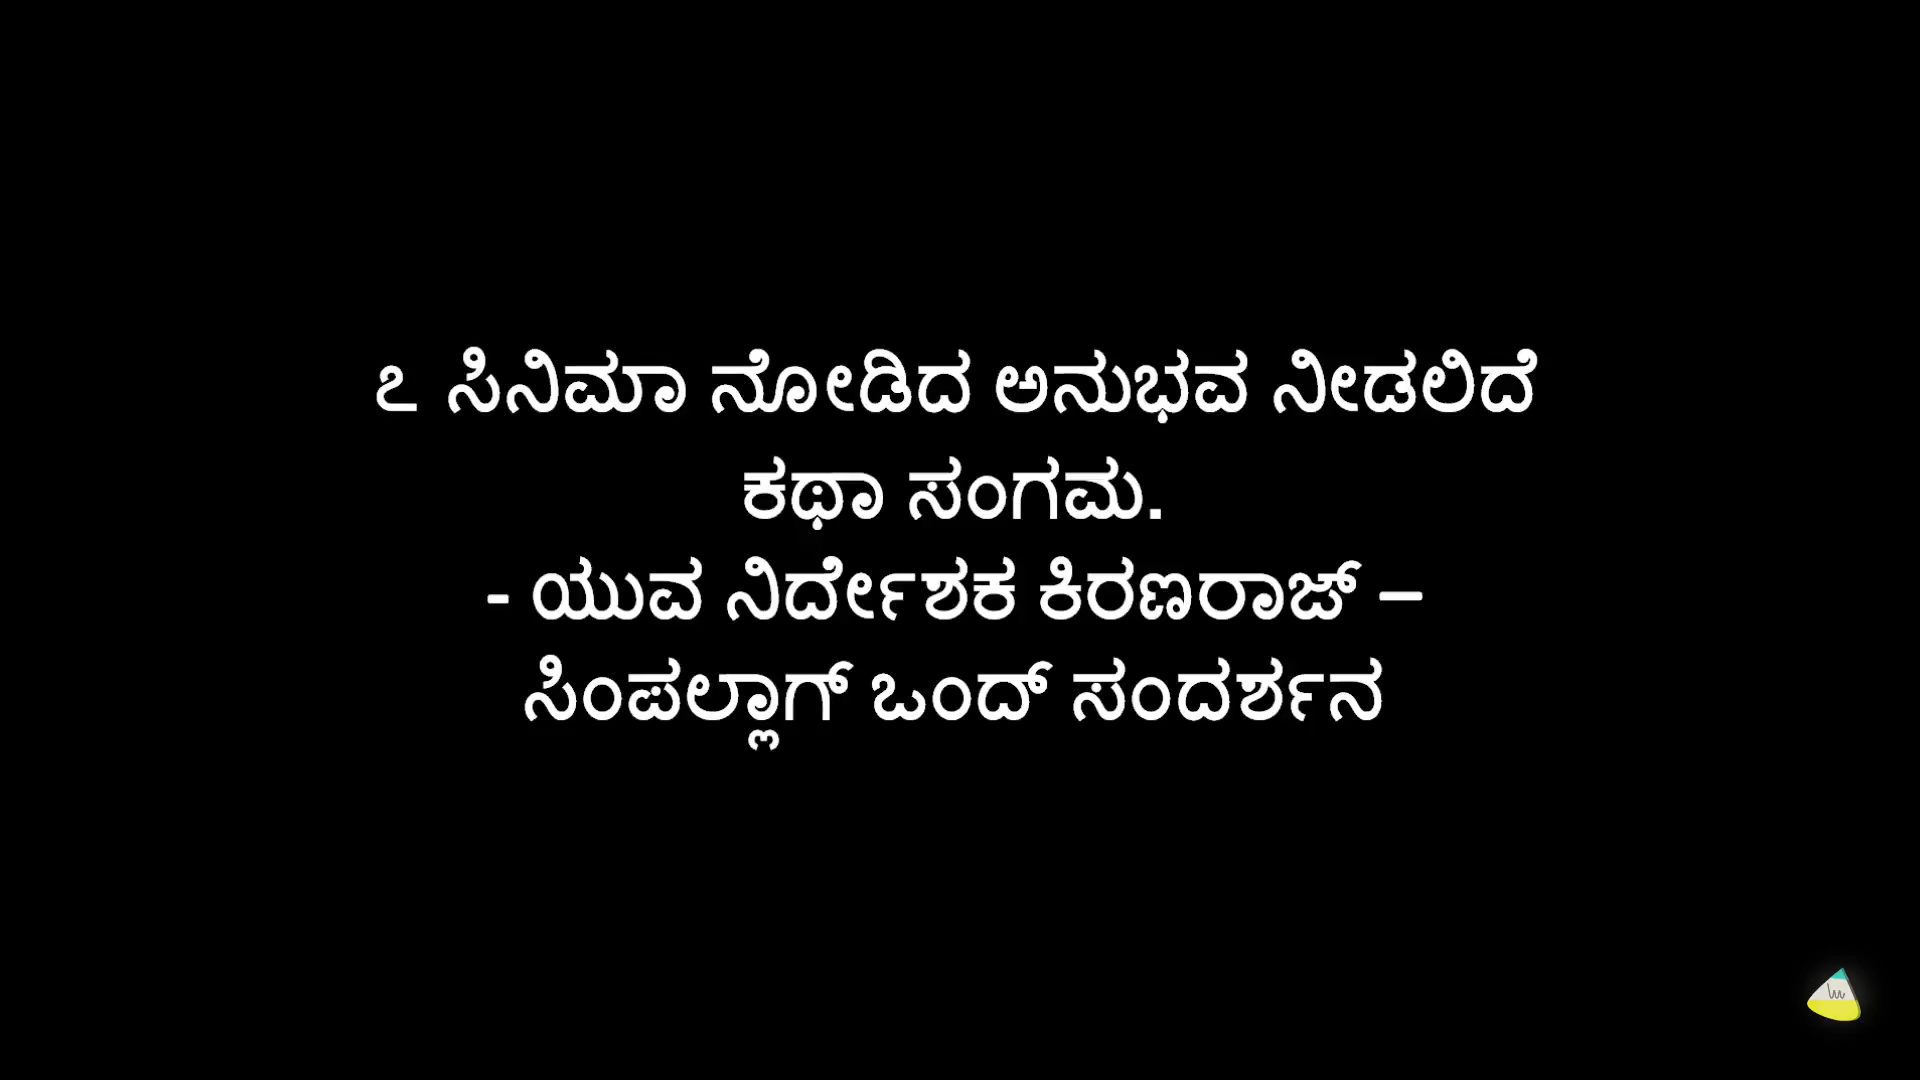 ೭ ಸಿನಿಮಾ ನೋಡಿದ ಅನುಭವ ನೀಡಲಿದೆ
ಕಥಾ ಸಂಗಮ.
- ಯುವ ನಿರ್ದೇಶಕ ಕಿರಣರಾಜ್ –
ಸಿಂಪಲ್ಲಾಗ್ ಒಂದ್ ಸಂದರ್ಶನ